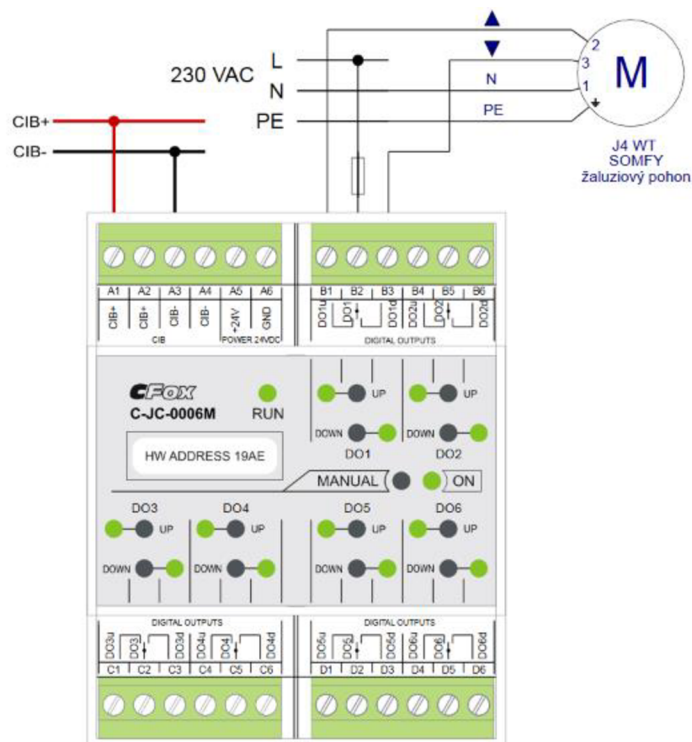 ▲
2
▼
L
3
M
230 VAC
N
N
1
PE
PE
CIB+
CIB-
J4 WT
SOMFY
žaluziový pohon
A1 A2 A3 A4 A5 A6
CIB+ CIB+ CIB- CIB- +24V GND
CIB POWER 24VDC
B1 B2 B3 B4 B5 B6
DO1u DO1 DO1d DO2u DO2 DO2d
DIGITAL OUTPUTS
CFox
C-JC-0006M
RUN
HW ADDRESS 19AE
UP UP
DOWN DOWN
DO1 DO2
MANUAL ON
DO3 DO4 DO5 DO6
UP UP UP UP
DOWN DOWN DOWN DOWN
DIGITAL OUTPUTS DIGITAL OUTPUTS
DO3u DO3 DO3d DO4u DO4 DO4d DO5u DO5 DO5d DO6u DO6 DO6d
C1 C2 C3 C4 C5 C6 D1 D2 D3 D4 D5 D6